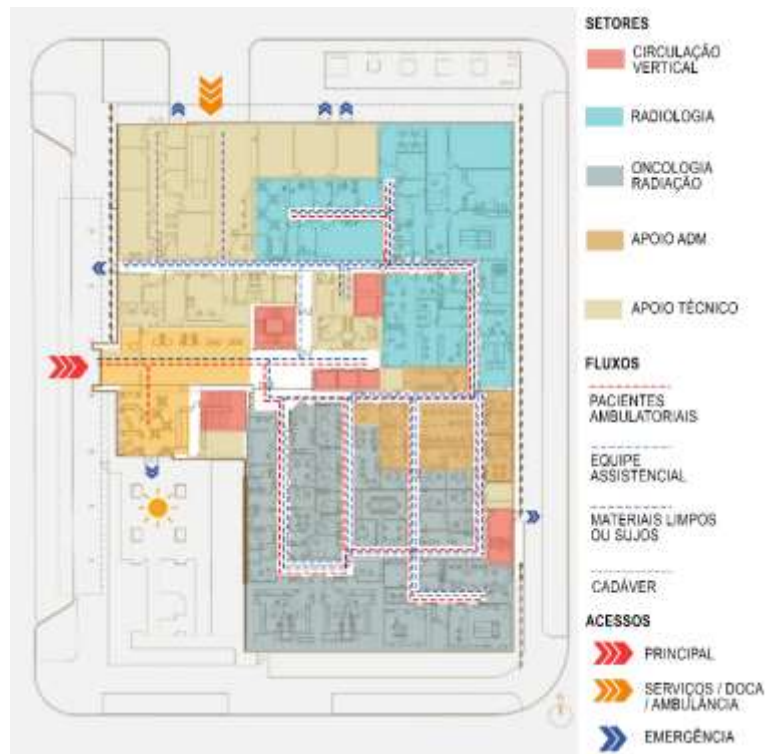 SETORES
CIRCULAÇÃO
VERTICAL
RADIOLOGIA
ONCOLOGIA
RADIAÇÃO
APOIO ADM
APOIO TÉCNICO
FLUXOS
PACIENTES
AMBULATORIAIS
EQUIPE
ASSISTENCIAL
MATERIAIS LIMPOS
OU SUJOS
CADÁVER
ACESSOS
PRINCIPAL
SERVIÇOS / DOCA
/ AMBULÂNCIA
EMERGÊNCIA